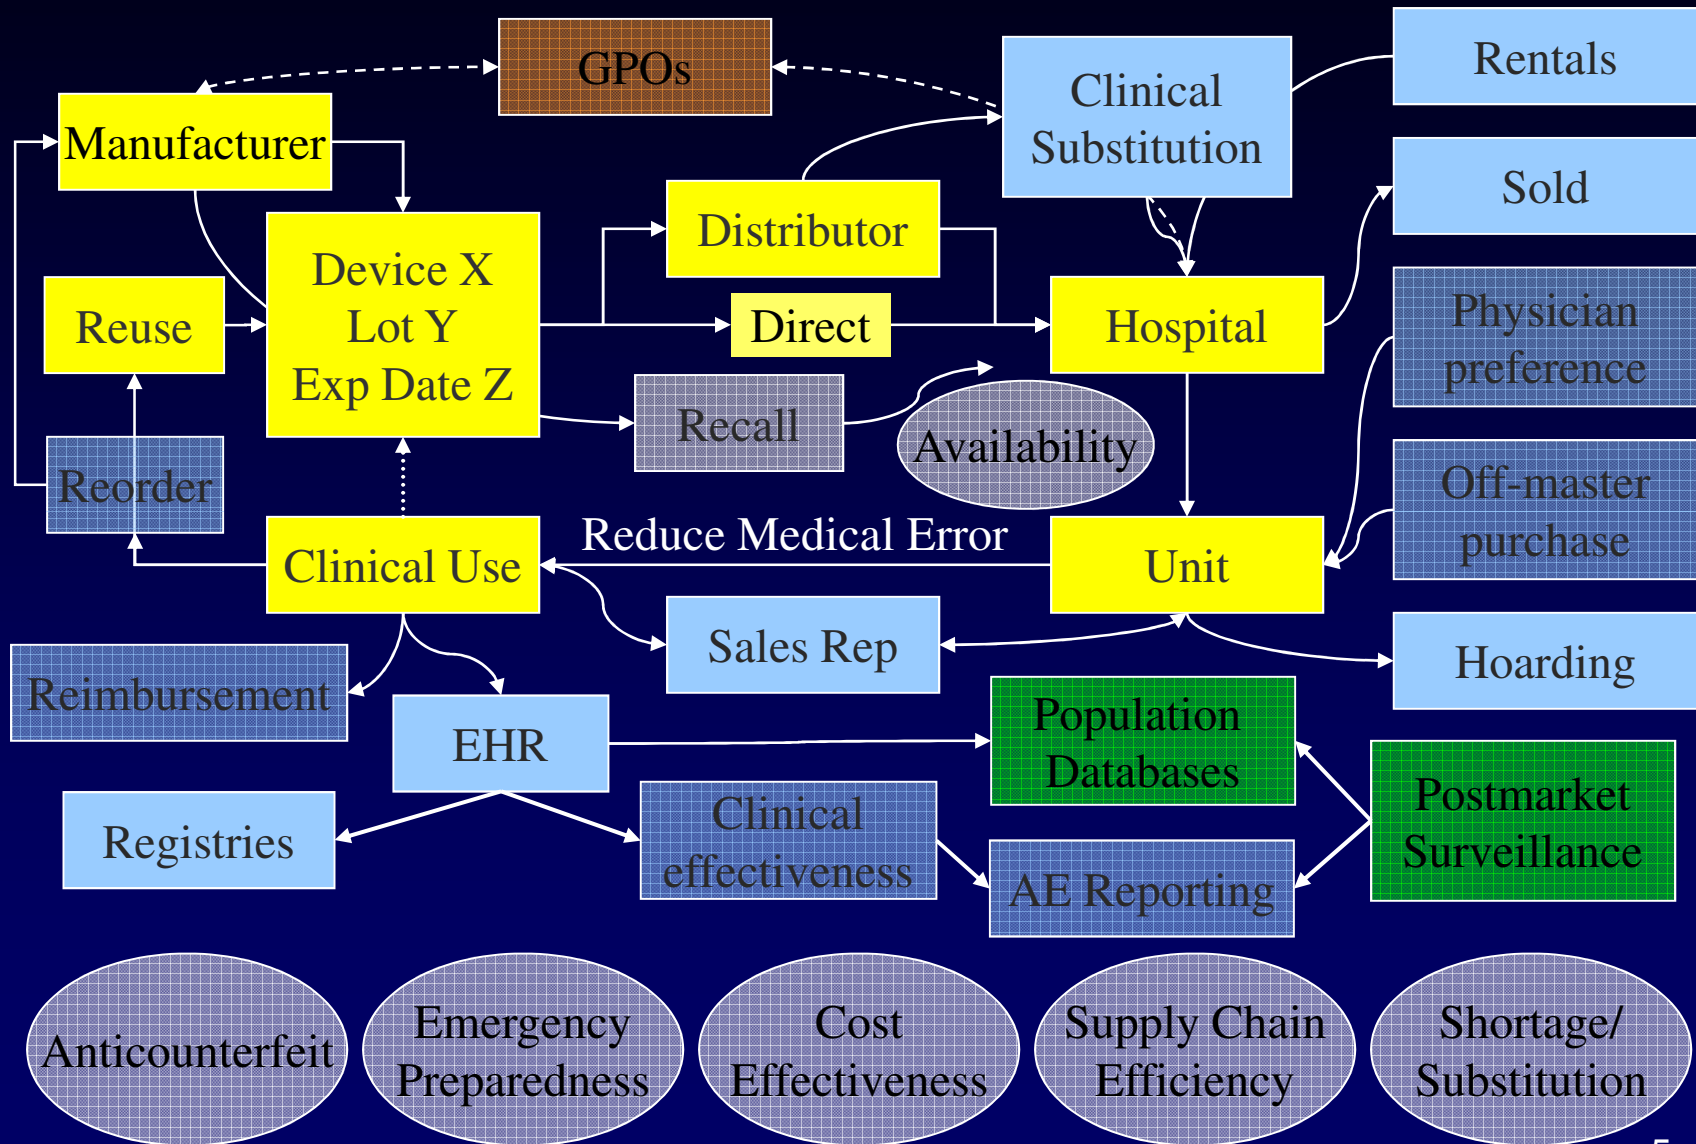 GPOs
Clinical
Substitution
Rentals
Manufacturer
Sold
Distributor
Device X
Lot Y
Exp Date Z
Reuse
Direct
Hospital
Physician
preference
Recall
Availability
Reorder
Off-master
purchase
Reduce Medical Error
Clinical Use
Unit
Sales Rep
Hoarding
Reimbursement
EHR
Population
Databases
Postmarket
Surveillance
Registries
Clinical
effectiveness
AE Reporting
Anticounterfeit
Emergency
Preparedness
Cost
Effectiveness
Supply Chain
Efficiency
Shortage/
Substitution